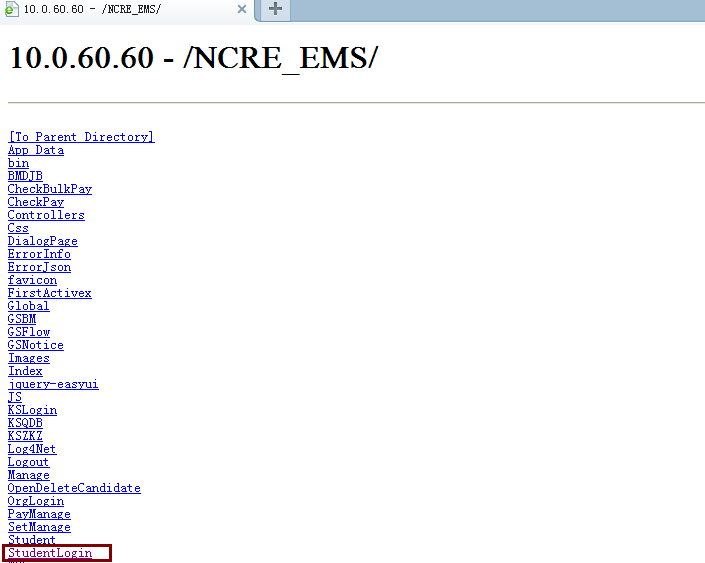 10.0.60.60 - /NCRE_EMS/
10.0.60.60 - /NCRE_EMS/
[To Parent Directory]
App_Data
bin
BMDJB
CheckBulkPay
CheckPay
Controllers
Css
DialogPage
ErrorInfo
ErrorJson
favicon
FirstActivex
Global
GSBM
GSFlow
GSNotice
Images
Index
jquery-easyui
JS
KSLogin
KSQDB
KSZKZ
Log4Net
Logout
Manage
OpenDeleteCandidate
OrgLogin
PayManage
SetManage
Student
StudentLogin